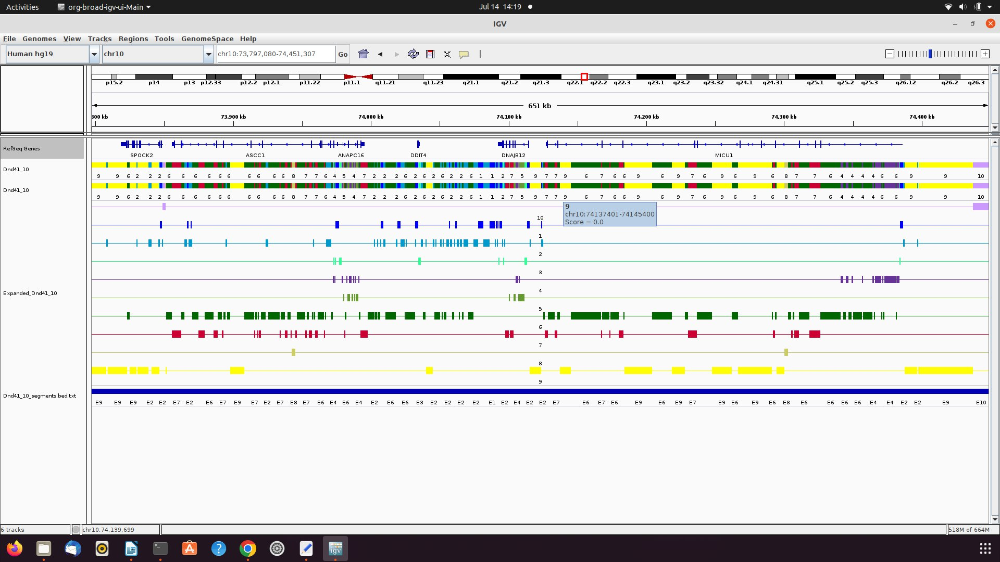 Activities org-broad-igv-ui-Main Jul 14 14:19
IGV
File Genomes View Tracks Regions Tools GenomeSpace Help
Human hg19 chr10 chr10:73,797,080-74,451,307 Go
p15.2 p14 p13 p12.33 p12.2 p12.1 p11.22 p11.1 q11.21 q11.23 q21.1 q21.2 q21.3 q22.1 q22.2 q22.3 q23.1 q23.2 q23.32 q24.1 q24.31 q25.1 q25.2 q25.3 q26.12 q26.2 q26.3
651 kb
300 kb 73,900 kb 74,000 kb 74,100 kb 74,200 kb 74,300 kb 74,400 kb
RefSeq Genes
SPOCK2 ASCC1 ANAPC16 DDIT4 DNAJB12 MICU1
Dnd41_10
9 9 6 2 2 2 6 6 6 6 6 6 6 6 6 6 8 7 7 6 4 5 4 7 2 2 2 6 2 6 2 6 2 2 6 1 1 2 7 5 9 7 7 9 6 7 6 6 9 6 9 7 6 9 6 9 6 8 7 7 6 4 4 4 4 6 6 9 9 10
Dnd41_10
9 9 6 2 2 2 6 6 6 6 6 6 6 6 6 6 8 7 7 6 4 5 4 7 2 2 2 6 2 6 2 6 2 2 6 1 1 2 7 5 9 7 7 9 6 7 6 6 9 6 9 7 6 9 6 9 6 8 7 7 6 4 4 4 4 6 6 9 9 10
9
chr10:74137401-74145400
Score = 0.0
10
1
2
3
4
Expanded_Dnd41_10
5
6
7
8
9
Dnd41_10_segments.bed.txt
E9 E9 E9 E2 E2 E7 E2 E6 E7 E9 E7 E2 E7 E8 E7 E6 E4 E6 E4 E2 E6 E3 E2 E2 E2 E2 E1 E2 E4 E2 E2 E7 E6 E7 E6 E9 E6 E9 E7 E9 E6 E9 E6 E8 E6 E6 E6 E6 E4 E4 E2 E2 E9 E10
6 tracks chr10:74,139,699 518M of 664M
igv